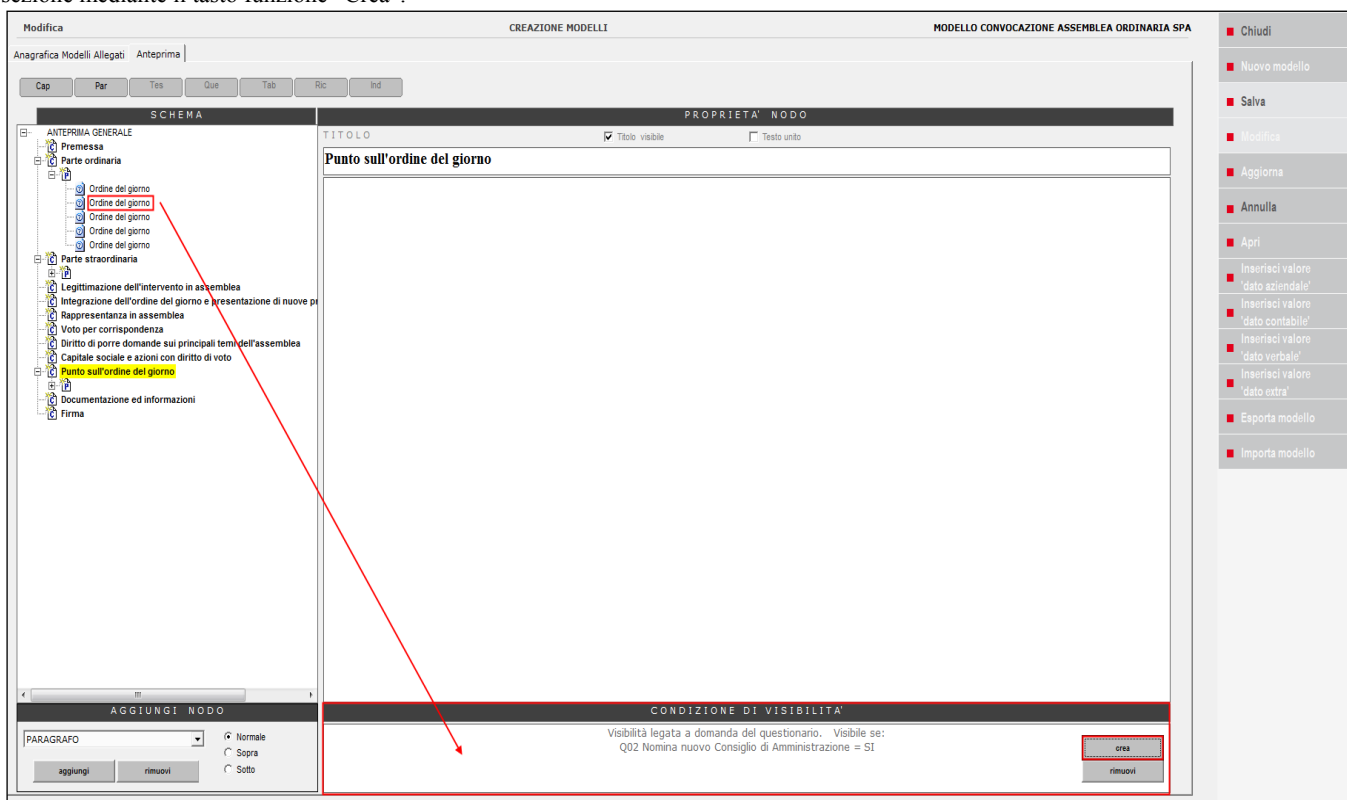 sezione mediante il tasto funzione "Crea".
Modifica
CREAZIONE MODELLI
MODELLO CONVOCAZIONE ASSEMBLEA ORDINARIA SPA
Anagrafica Modelli Allegati
Anteprima
Cap
Par
Tes
Que
Tab
Ric
Ind
SCHEMA
ANTEPRIMA GENERALE
Premessa
Parte ordinaria
Ordine del giorno
Ordine del giorno
Ordine del giorno
Ordine del giorno
Ordine del giorno
Parte straordinaria
Legittimazione dell'intervento in assemblea
Integrazione dell'ordine del giorno e presentazione di nuove pr
Rappresentanza in assemblea
Voto per corrispondenza
Diritto di porre domande sui principali temi dell'assemblea
Capitale sociale e azioni con diritto di voto
Punto sull'ordine del giorno
Documentazione ed informazioni
Firma
PROPRIETA' NODO
TITOLO
Titolo visibile
Testo unito
Punto sull'ordine del giorno
AGGIUNGI NODO
PARAGRAFO
Normale
Sopra
Sotto
aggiungi
rimuovi
CONDIZIONE DI VISIBILITA'
Visibilità legata a domanda del questionario. Visibile se:
Q02 Nomina nuovo Consiglio di Amministrazione = SI
crea
rimuovi
Chiudi
Nuovo modello
Salva
Modifica
Aggiorna
Annulla
Apri
Inserisci valore
'dato aziendale'
Inserisci valore
'dato contabile'
Inserisci valore
'dato verbale'
Inserisci valore
'dato extra'
Esporta modello
Importa modello